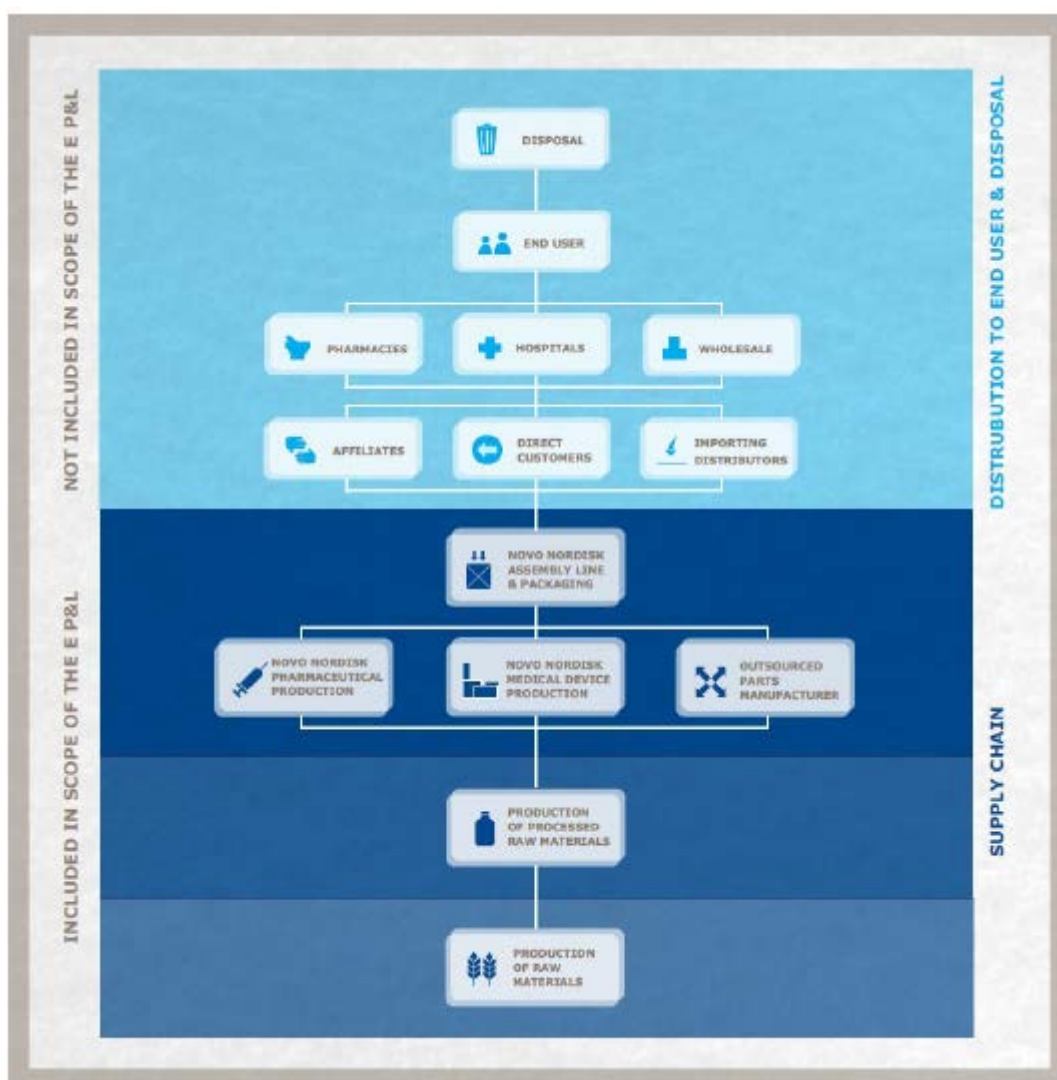 NOT INCLUDED IN SCOPE OF THE E P&L
DISTRUBUTION TO END USER & DISPOSAL
DISPOSAL
END USER
PHARMACIES
HOSPITALS
WHOLESALE
AFFILIATES
DIRECT
CUSTOMERS
IMPORTING
DISTRIBUTORS
INCLUDED IN SCOPE OF THE E P&L
SUPPLY CHAIN
NOVO NORDISK
ASSEMBLY LINE
& PACKAGING
NOVO NORDISK
PHARMACEUTICAL
PRODUCTION
NOVO NORDISK
MEDICAL DEVICE
PRODUCTION
OUTSOURCED
PARTS
MANUFACTURER
PRODUCTION
OF PROCESSED
RAW MATERIALS
PRODUCTION
OF RAW
MATERIALS